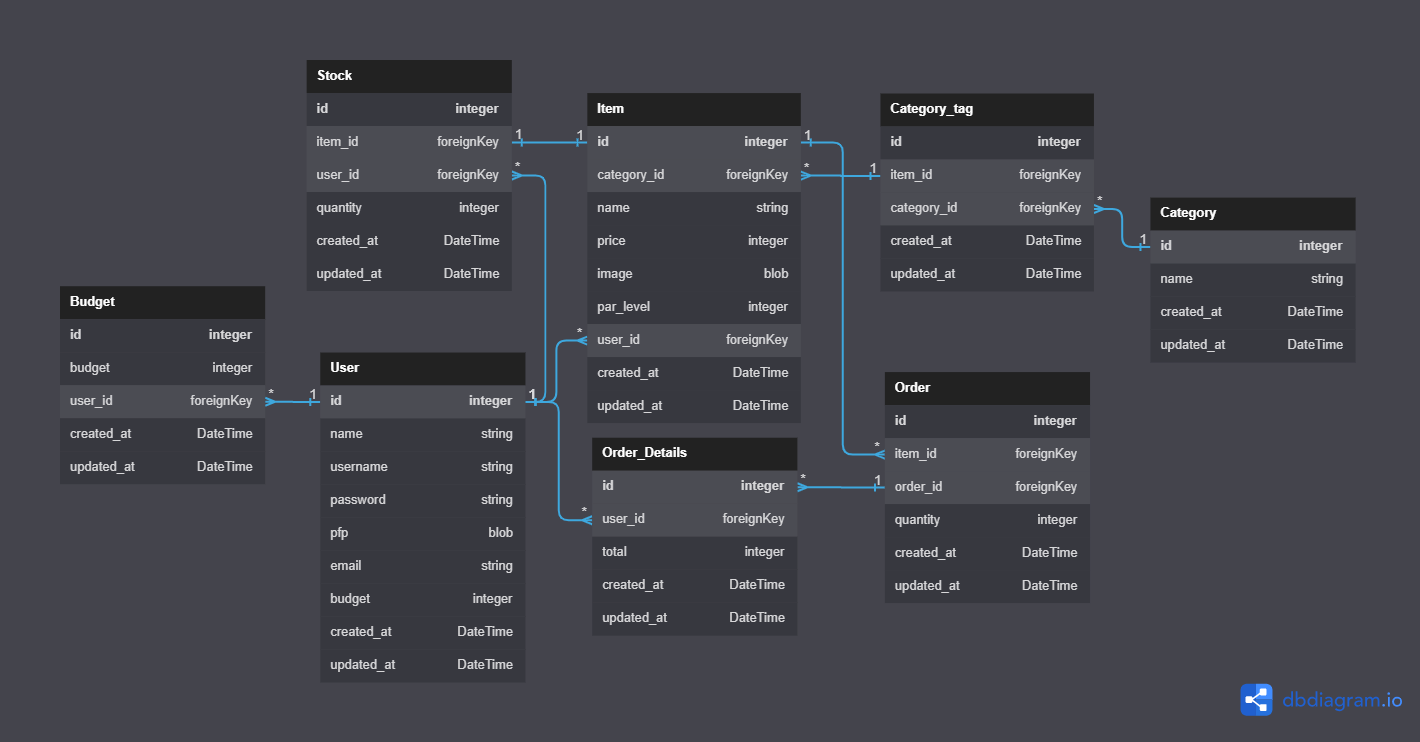 Stock
id integer
item_id foreignKey
user_id foreignKey
quantity integer
created_at DateTime
updated_at DateTime
1
*
Item
1
id integer
1
category_id foreignKey
*
name string
price integer
image blob
par_level integer
*
user_id foreignKey
created_at DateTime
updated_at DateTime
Category_tag
id integer
1
item_id foreignKey
category_id foreignKey
*
created_at DateTime
updated_at DateTime
Category
1
id integer
name string
created_at DateTime
updated_at DateTime
Budget
id integer
budget integer
user_id foreignKey
*
created_at DateTime
updated_at DateTime
User
1
id integer
1
name string
username string
password string
pfp blob
email string
budget integer
created_at DateTime
updated_at DateTime
Order_Details
id integer
*
*
user_id foreignKey
total integer
created_at DateTime
updated_at DateTime
Order
id integer
*
item_id foreignKey
1
order_id foreignKey
quantity integer
created_at DateTime
updated_at DateTime
dbdiagram.io